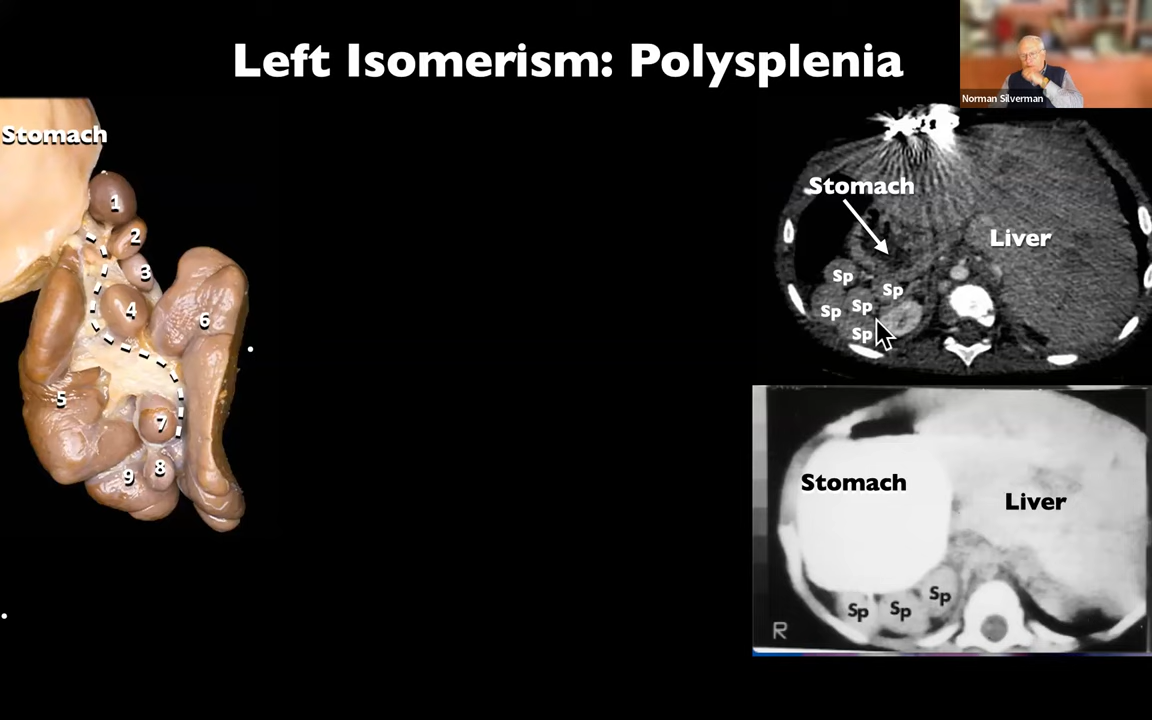 Left Isomerism: Polysplenia
Norman Silverman
Stomach
1
2
3
4
5
6
7
8
9
Stomach
Liver
Sp
Sp
Sp
Sp
Sp
Stomach
Liver
Sp
Sp
Sp
R